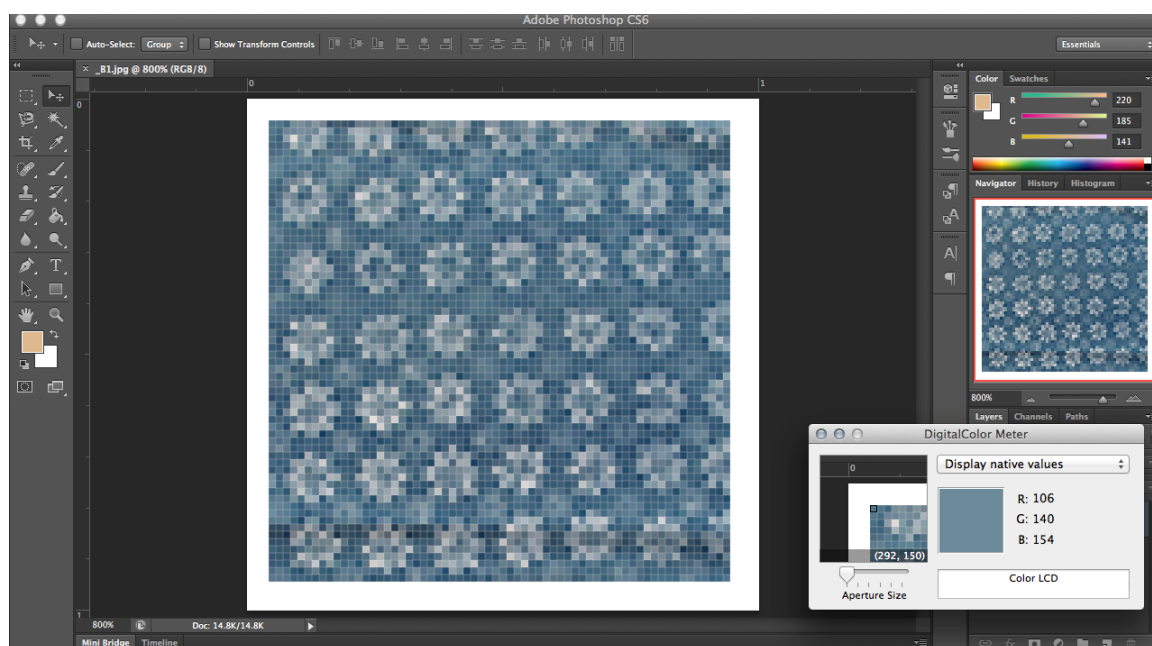 Adobe Photoshop CS6
Auto-Select: Group Show Transform Controls Essentials
× _B1.jpg @ 800% (RGB/8)
0 1
0
1
Color Swatches
R 220
G 185
B 141
Navigator History Histogram
800%
Layers Channels Paths
DigitalColor Meter
Display native values
0
R: 106
G: 140
B: 154
(292, 150)
Aperture Size
Color LCD
800% Doc: 14.8K/14.8K
Mini Bridge Timeline